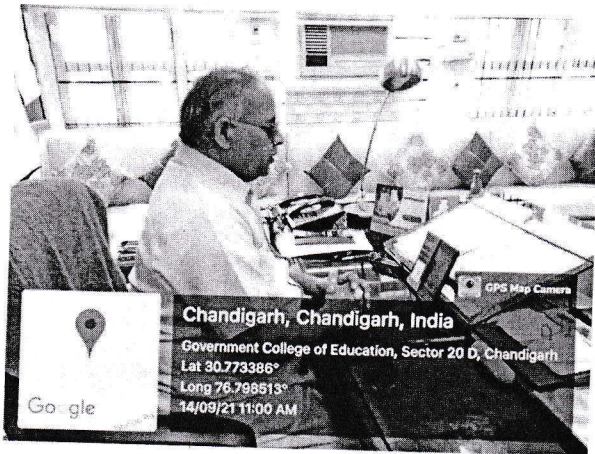 GPS Map Camera
Chandigarh, Chandigarh, India
Government College of Education, Sector 20 D, Chandigarh
Lat 30.773386°
Long 76.798513°
14/09/21 11:00 AM
Google